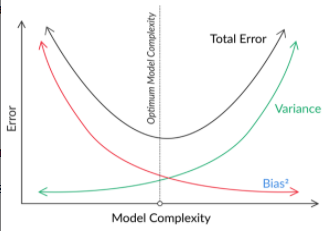 Optimum Model Complexity
Total Error
Variance
Error
Bias²
Model Complexity